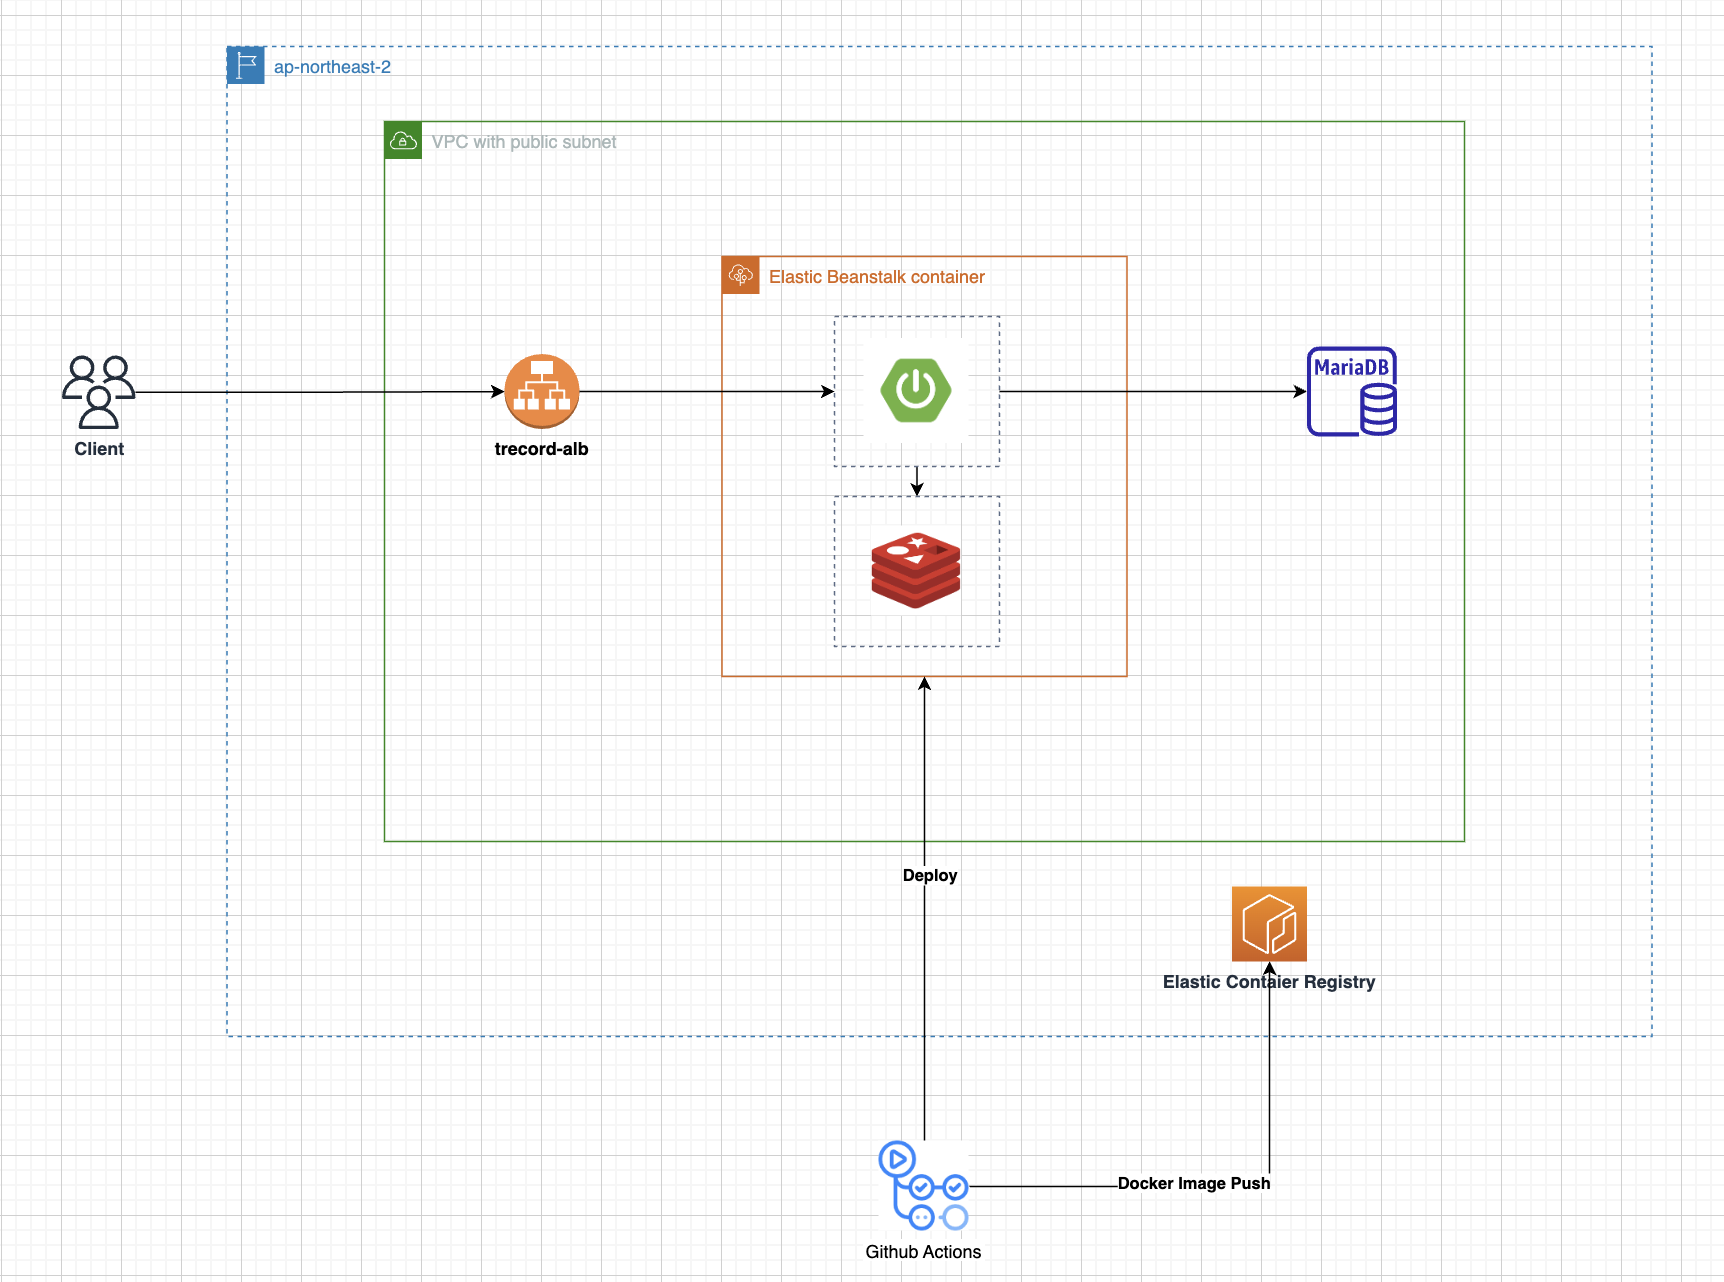 ap-northeast-2
VPC with public subnet
Elastic Beanstalk container
MariaDB
Client
trecord-alb
Deploy
Elastic Contaier Registry
Docker Image Push
Github Actions